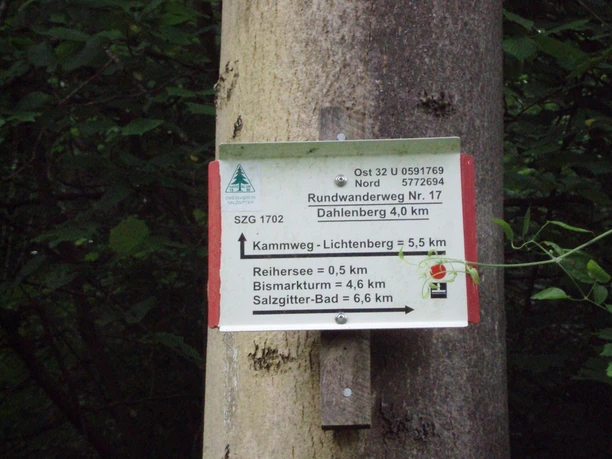 Ost 32 U 0591769
Nord 5772694
Rundwanderweg Nr. 17
Dahlenberg 4,0 km
SZG 1702
Kammweg - Lichtenberg = 5,5 km
Reihersee = 0,5 km
Bismarkturm = 4,6 km
Salzgitter-Bad = 6,6 km